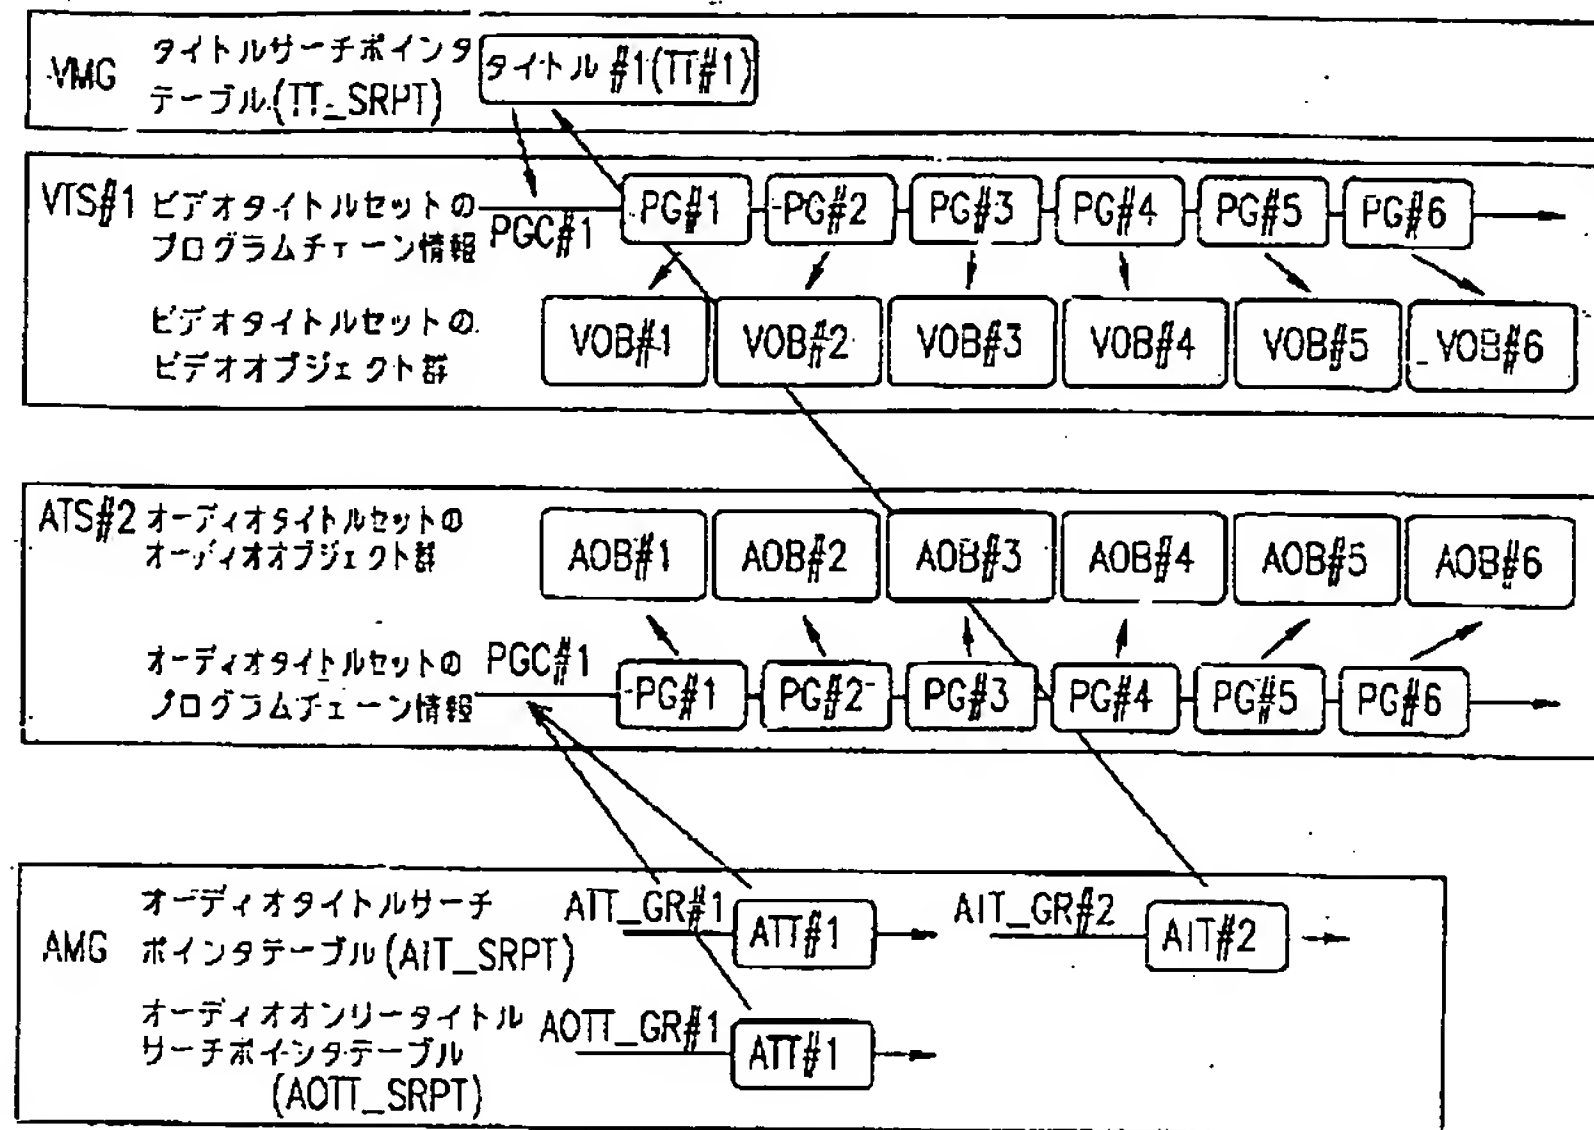 VMG
タイトルサーチポインタ
テーブル(TT_SRPT)
タイトル #1(TT#1)
VTS#1
ビデオタイトルセットの
プログラムチェーン情報
PGC#1
PG#1
PG#2
PG#3
PG#4
PG#5
PG#6
ビデオタイトルセットの
ビデオオブジェクト群
VOB#1
VOB#2
VOB#3
VOB#4
VOB#5
VOB#6
ATS#2
オーディオタイトルセットの
オーディオオブジェクト群
AOB#1
AOB#2
AOB#3
AOB#4
AOB#5
AOB#6
オーディオタイトルセットの
プログラムチェーン情報
PGC#1
PG#1
PG#2
PG#3
PG#4
PG#5
PG#6
AMG
オーディオタイトルサーチ
ポインタテーブル(ATT_SRPT)
ATT_GR#1
ATT#1
ATT_GR#2
ATT#2
オーディオオンリータイトル
サーチポインタテーブル
(AOTT_SRPT)
AOTT_GR#1
ATT#1